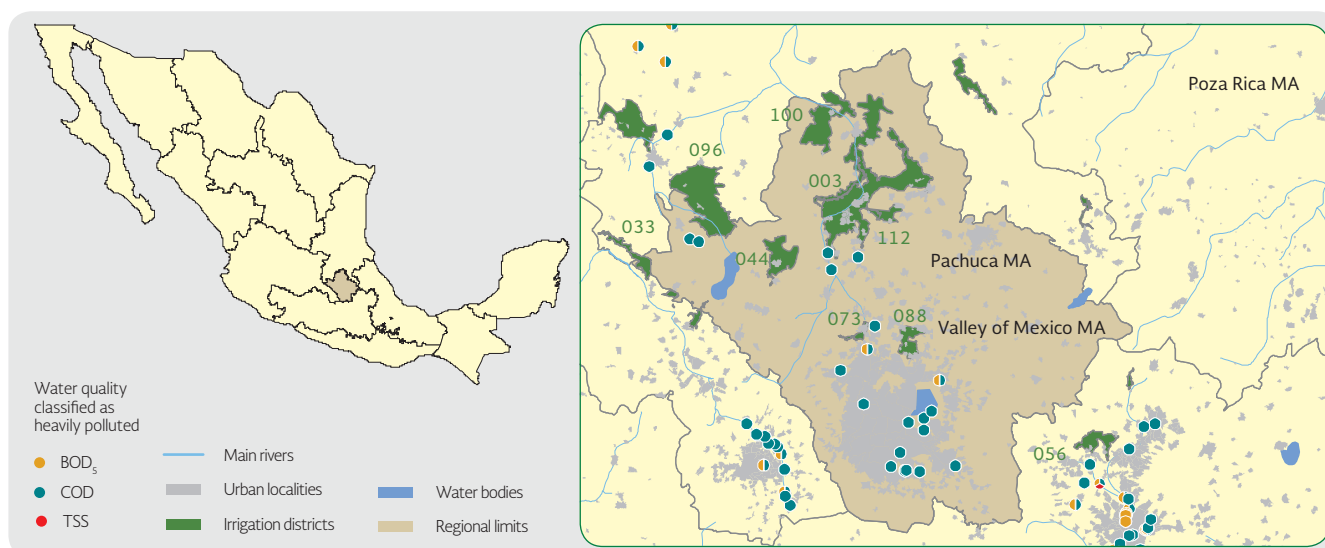 Water quality
classified as
heavily polluted
BOD₅
COD
TSS
Main rivers
Urban localities
Irrigation districts
Water bodies
Regional limits
Poza Rica MA
100
096
003
033
112
044
Pachuca MA
073
088
Valley of Mexico MA
056